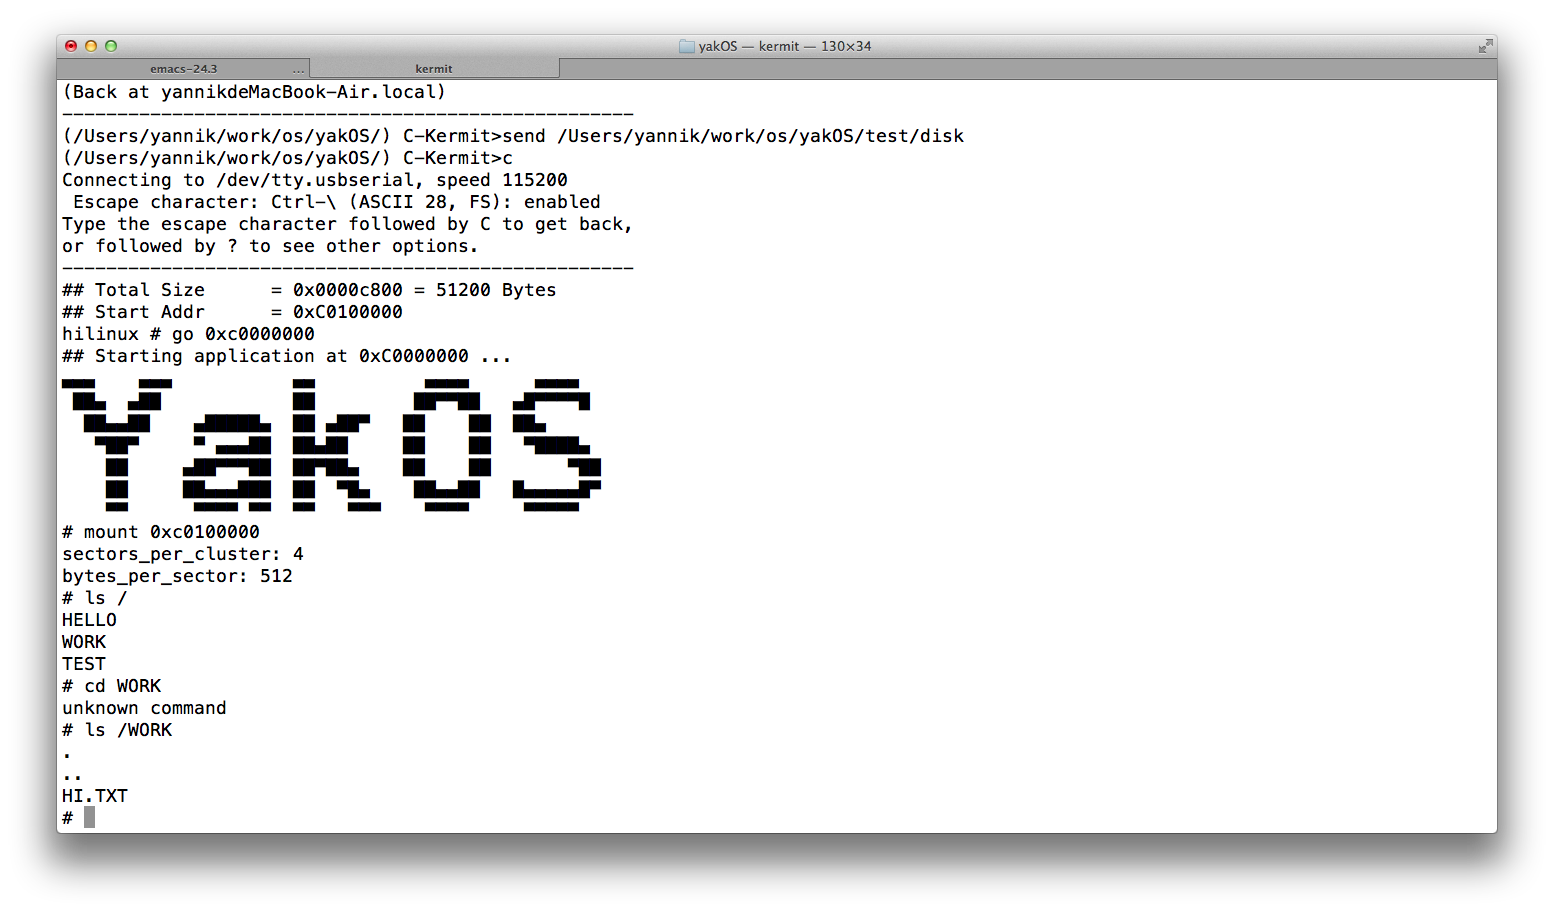 yakOS — kermit — 130×34
emacs-24.3 ...
kermit
(Back at yannikdeMacBook-Air.local)
----------------------------------------------------
(/Users/yannik/work/os/yakOS/) C-Kermit>send /Users/yannik/work/os/yakOS/test/disk
(/Users/yannik/work/os/yakOS/) C-Kermit>c
Connecting to /dev/tty.usbserial, speed 115200
 Escape character: Ctrl-\ (ASCII 28, FS): enabled
Type the escape character followed by C to get back,
or followed by ? to see other options.
----------------------------------------------------
## Total Size      = 0x0000c800 = 51200 Bytes
## Start Addr      = 0xC0100000
hilinux # go 0xc0000000
## Starting application at 0xC0000000 ...
YakOS
# mount 0xc0100000
sectors_per_cluster: 4
bytes_per_sector: 512
# ls /
HELLO
WORK
TEST
# cd WORK
unknown command
# ls /WORK
.
..
HI.TXT
#